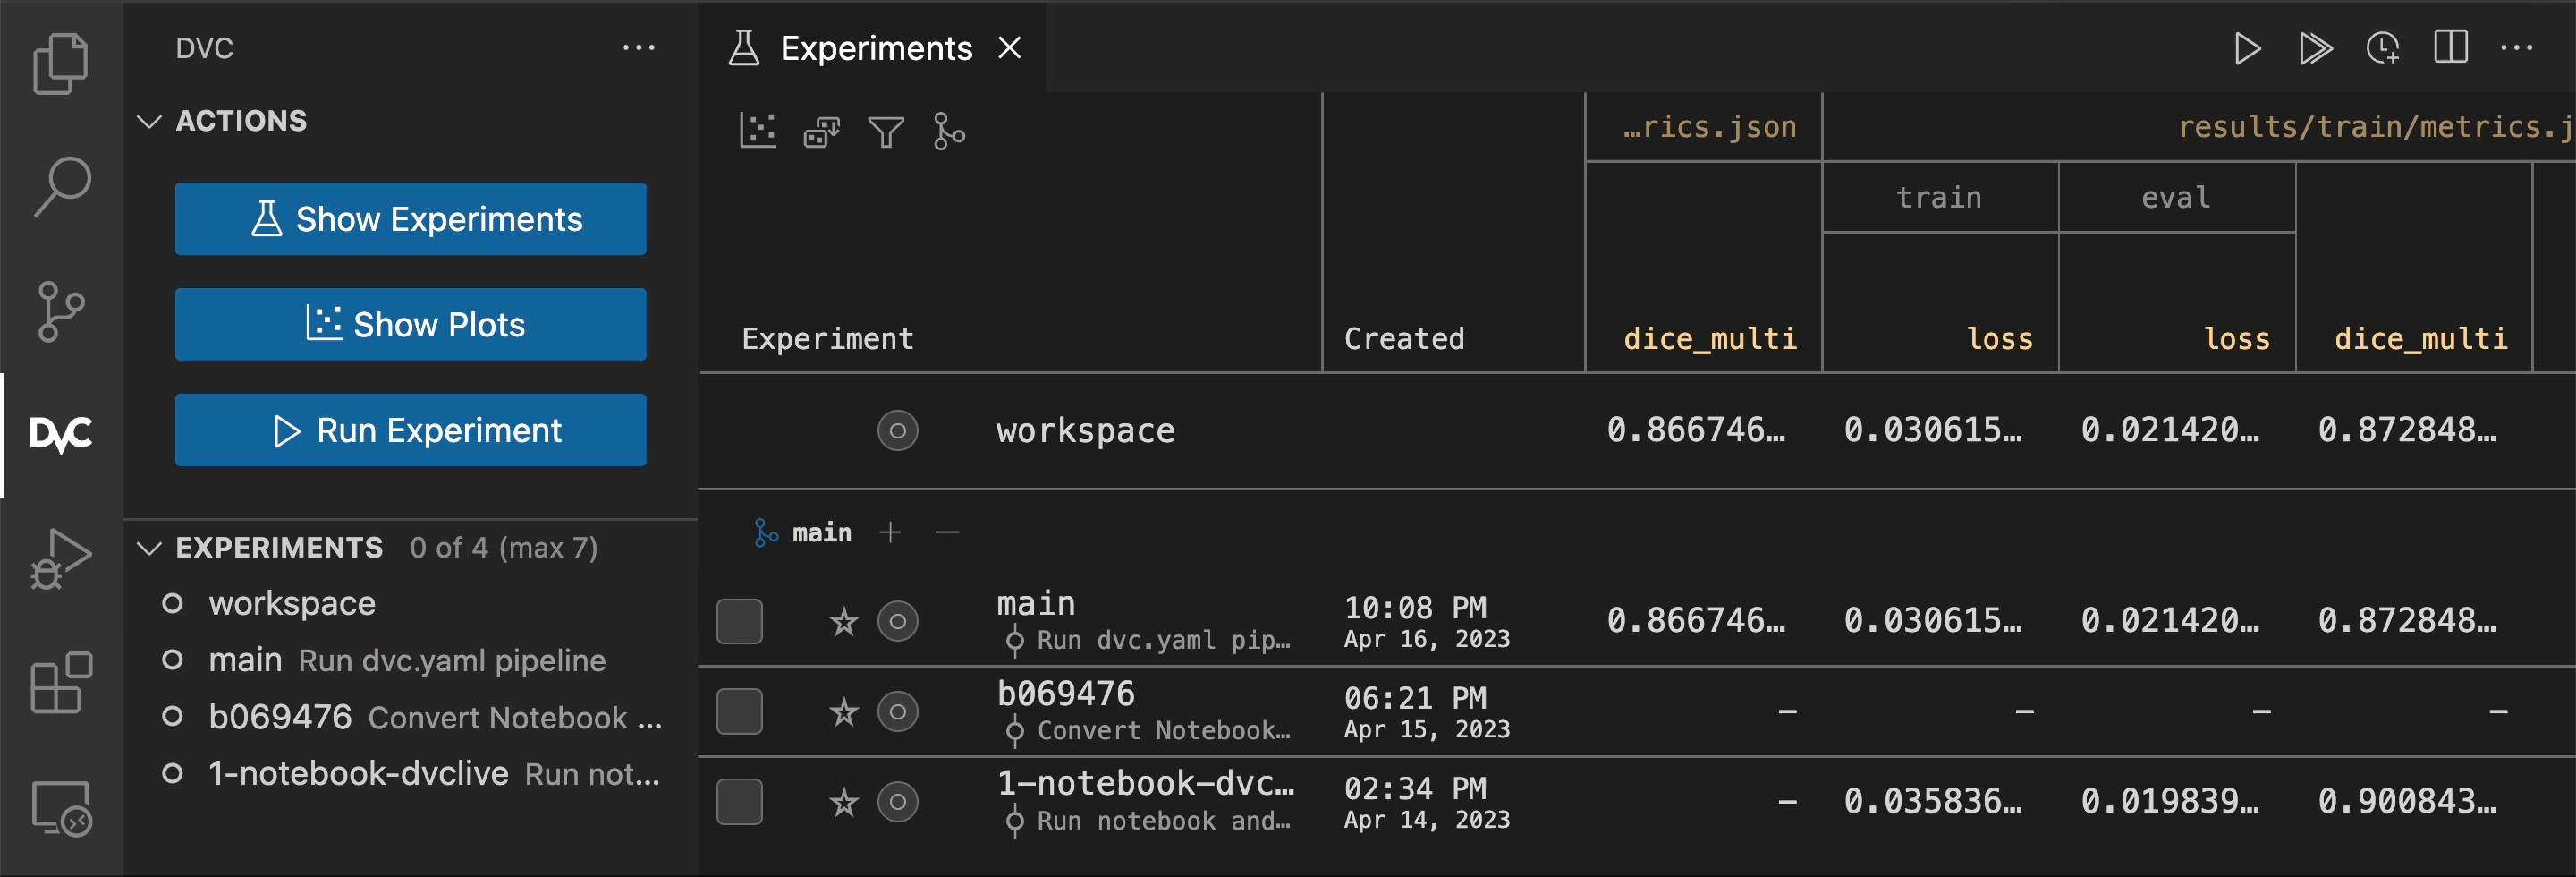 DVC
ACTIONS
Show Experiments
Show Plots
Run Experiment
EXPERIMENTS 0 of 4 (max 7)
workspace
main Run dvc.yaml pipeline
b069476 Convert Notebook ...
1-notebook-dvclive Run not...
DVC
Experiments
…rics.json results/train/metrics.j
train eval
Experiment Created dice_multi loss loss dice_multi
workspace 0.866746… 0.030615… 0.021420… 0.872848…
main
main 10:08 PM 0.866746… 0.030615… 0.021420… 0.872848…
Run dvc.yaml pip… Apr 16, 2023
b069476 06:21 PM – – – –
Convert Notebook… Apr 15, 2023
1-notebook-dvc… 02:34 PM – 0.035836… 0.019839… 0.900843…
Run notebook and… Apr 14, 2023